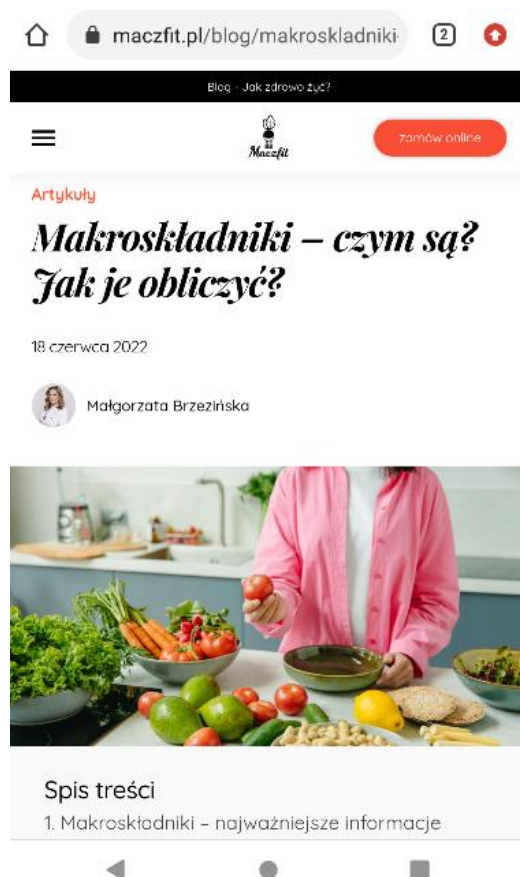 maczfit.pl/blog/makroskladniki-
2
Blog - Jak zdrowo żyć?
Maczfit
zamów online
Artykuły
Makroskładniki – czym są?
Jak je obliczyć?
18 czerwca 2022
Małgorzata Brzezińska
Spis treści
1. Makroskładniki – najważniejsze informacje